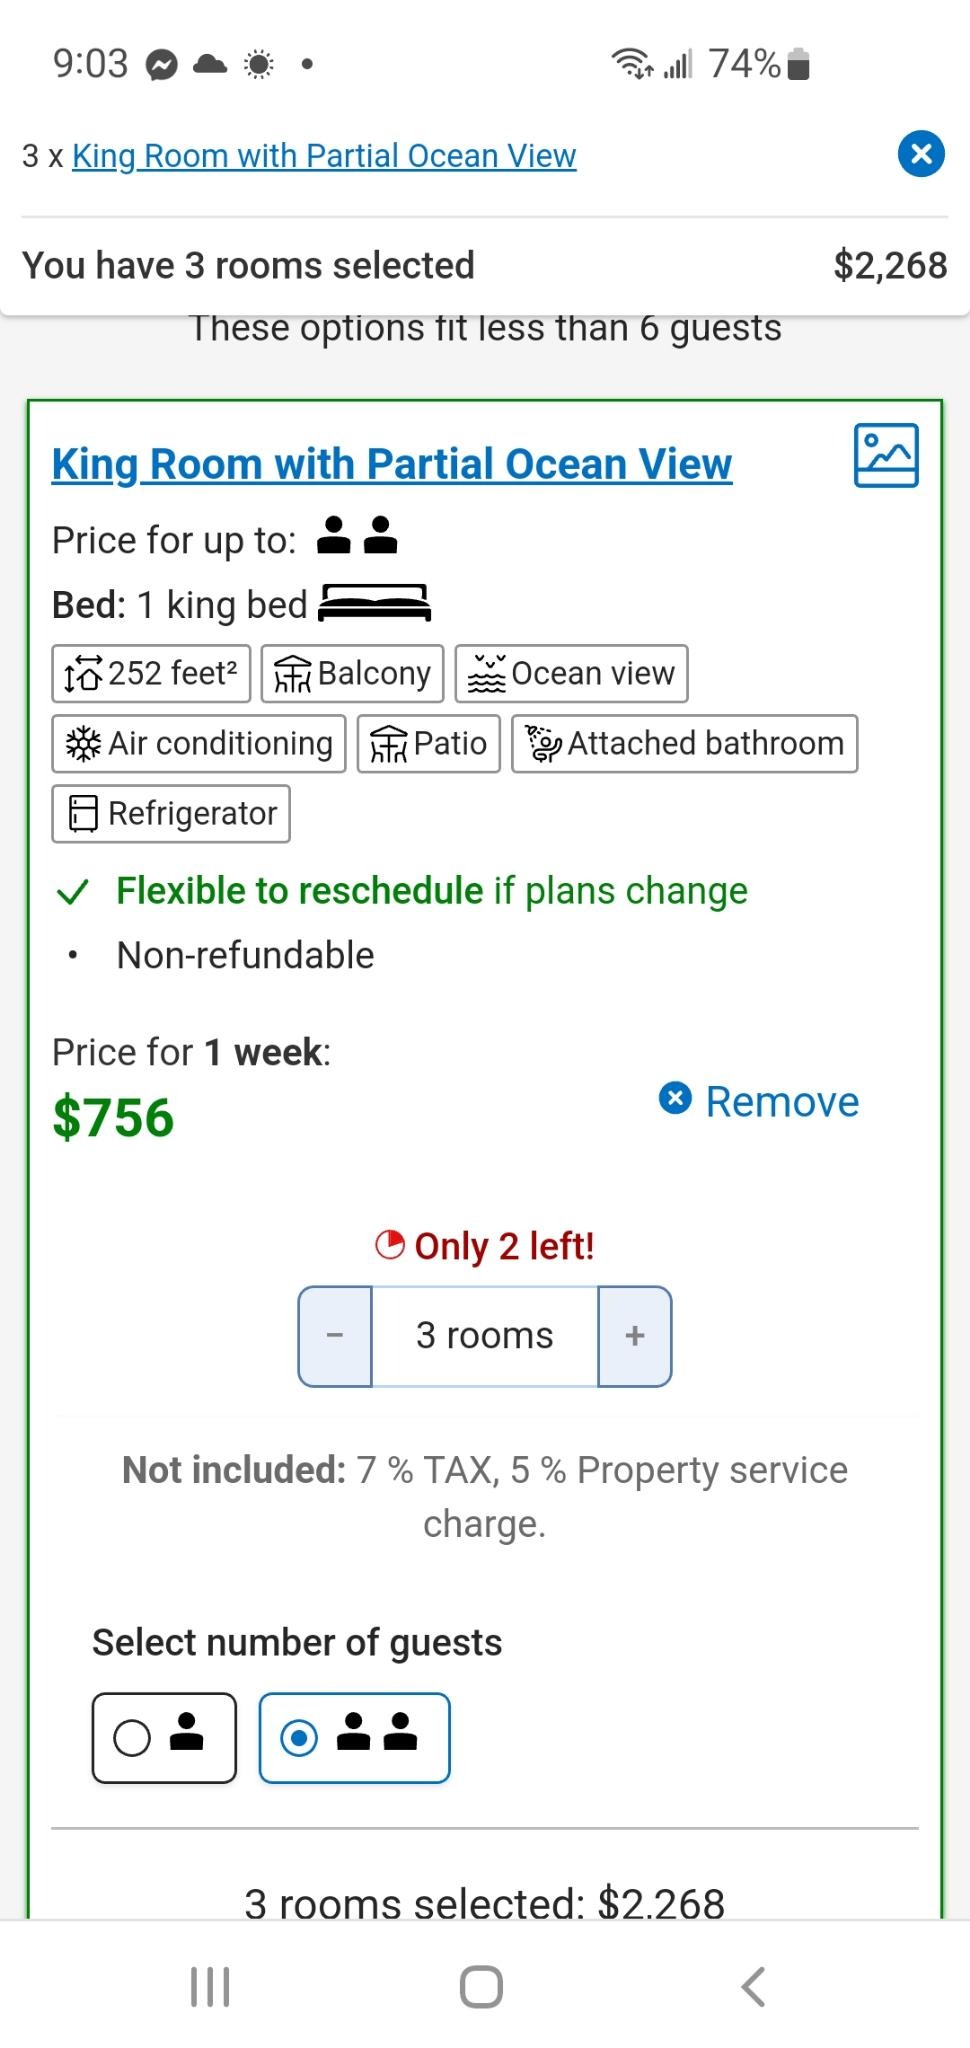 9:03
74%
3 x King Room with Partial Ocean View
You have 3 rooms selected $2,268
These options fit less than 6 guests
King Room with Partial Ocean View
Price for up to:
Bed: 1 king bed
252 feet² Balcony Ocean view
Air conditioning Patio Attached bathroom
Refrigerator
Flexible to reschedule if plans change
• Non-refundable
Price for 1 week:
$756
Remove
Only 2 left!
- 3 rooms +
Not included: 7 % TAX, 5 % Property service
charge.
Select number of guests
3 rooms selected: $2,268